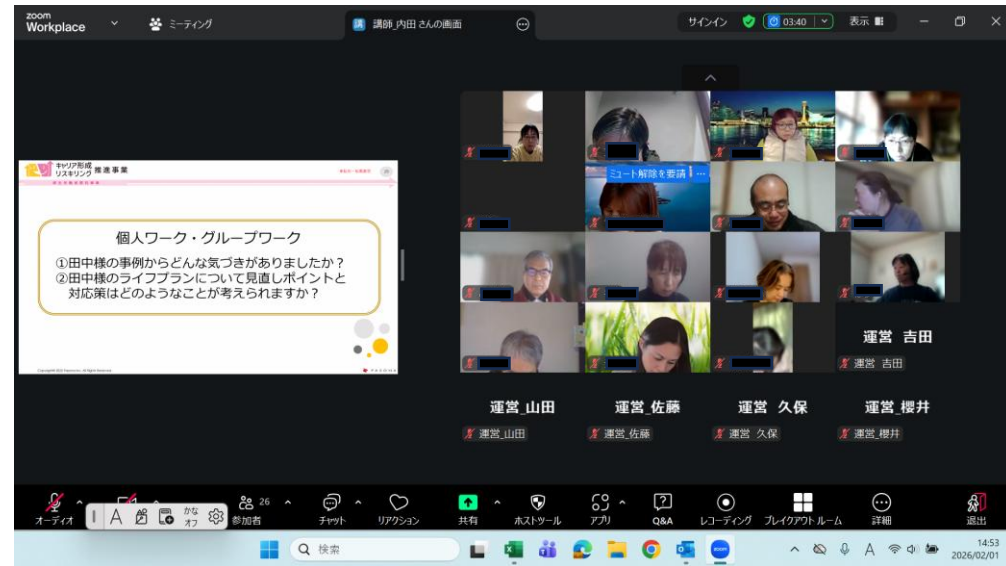 zoom
Workplace
ミーティング
講 講師_内田 さんの画面
サインイン
03:40
表示
キャリア形成
リスキリング 推進事業
個人ワーク・グループワーク
①田中様の事例からどんな気づきがありましたか？
②田中様のライフプランについて見直しポイントと
対応策はどのようなことが考えられますか？
ミュート解除を要請
運営 吉田
運営 吉田
運営_山田
運営_佐藤
運営 久保
運営_櫻井
運営_山田
運営_佐藤
運営 久保
運営_櫻井
A
かな
オフ
オーディオ
26
参加者
チャット
リアクション
共有
ホストツール
アプリ
Q&A
レコーディング
ブレイクアウト ルーム
詳細
退出
検索
A
14:53
2026/02/01